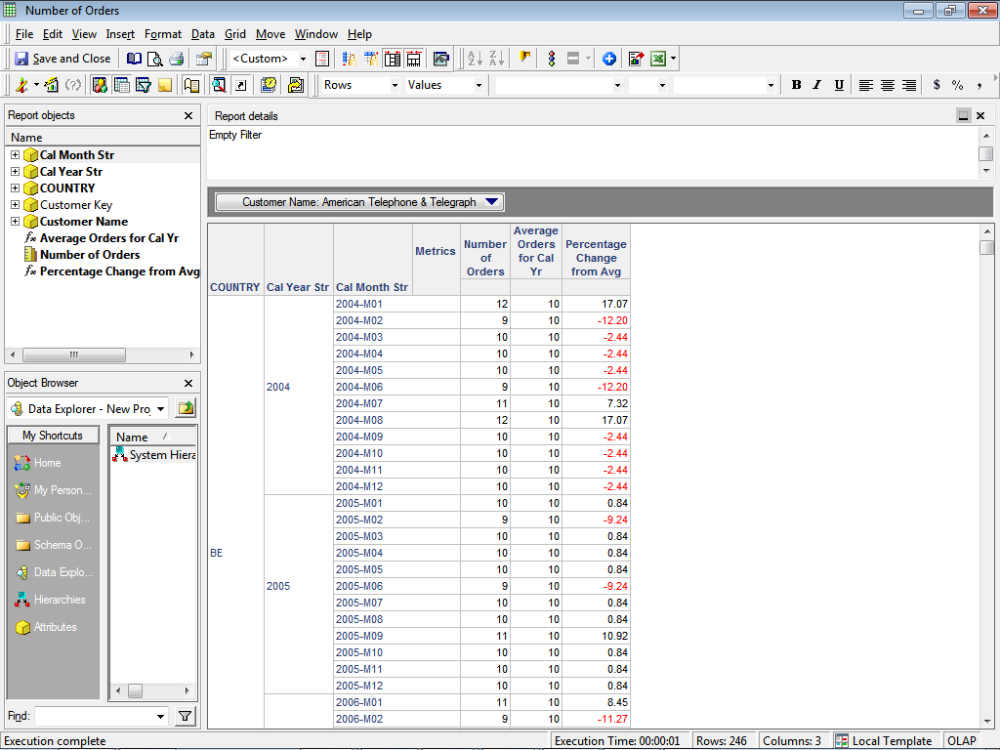 Number of Orders
File Edit View Insert Format Data Grid Move Window Help
Save and Close <Custom>
Rows Values B I U $ % ,
Report objects
Name
Cal Month Str
Cal Year Str
COUNTRY
Customer Key
Customer Name
fx Average Orders for Cal Yr
Number of Orders
fx Percentage Change from Avg
Object Browser
Data Explorer - New Pro
My Shortcuts
Home
My Person...
Public Obj...
Schema O...
Data Explo...
Hierarchies
Attributes
Name
System Hiera
Find:
Report details
Empty Filter
Customer Name: American Telephone & Telegraph
COUNTRY Cal Year Str Cal Month Str Metrics Number of Orders Average Orders for Cal Yr Percentage Change from Avg
BE
2004
2004-M01 12 10 17.07
2004-M02 9 10 -12.20
2004-M03 10 10 -2.44
2004-M04 10 10 -2.44
2004-M05 10 10 -2.44
2004-M06 9 10 -12.20
2004-M07 11 10 7.32
2004-M08 12 10 17.07
2004-M09 10 10 -2.44
2004-M10 10 10 -2.44
2004-M11 10 10 -2.44
2004-M12 10 10 -2.44
2005
2005-M01 10 10 0.84
2005-M02 9 10 -9.24
2005-M03 10 10 0.84
2005-M04 10 10 0.84
2005-M05 10 10 0.84
2005-M06 9 10 -9.24
2005-M07 10 10 0.84
2005-M08 10 10 0.84
2005-M09 11 10 10.92
2005-M10 10 10 0.84
2005-M11 10 10 0.84
2005-M12 10 10 0.84
2006-M01 11 10 8.45
2006-M02 9 10 -11.27
Execution complete Execution Time: 00:00:01 Rows: 246 Columns: 3 Local Template OLAP